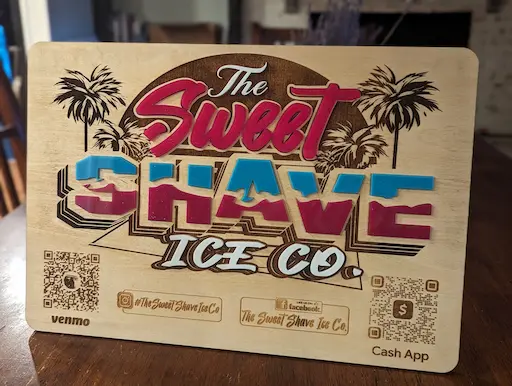 The
Sweet
SHAVE
ICE CO.
venmo
#TheSweetShaveIceCo
facebook
The Sweet Shave Ice Co.
$
Cash App